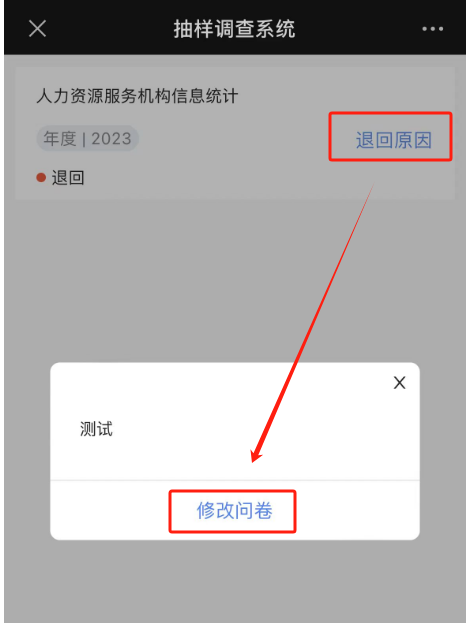 抽样调查系统
人力资源服务机构信息统计
年度 | 2023
退回原因
退回
测试
修改问卷